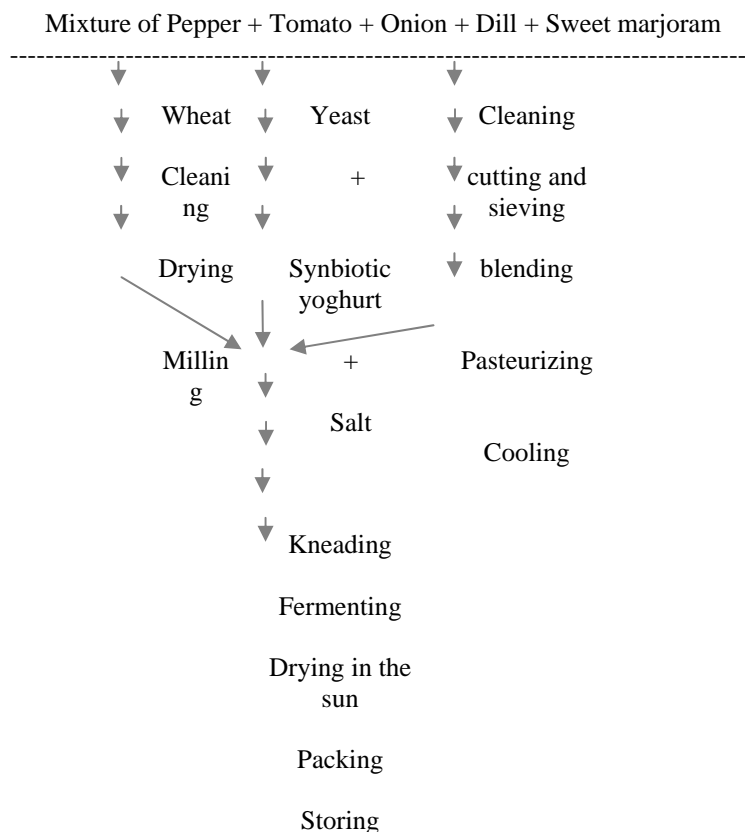 Mixture of Pepper + Tomato + Onion + Dill + Sweet marjoram
Wheat
Cleani
ng
Drying
Millin
g
Yeast
+
Synbiotic
yoghurt
+
Salt
Cleaning
cutting and
sieving
blending
Pasteurizing
Cooling
Kneading
Fermenting
Drying in the
sun
Packing
Storing